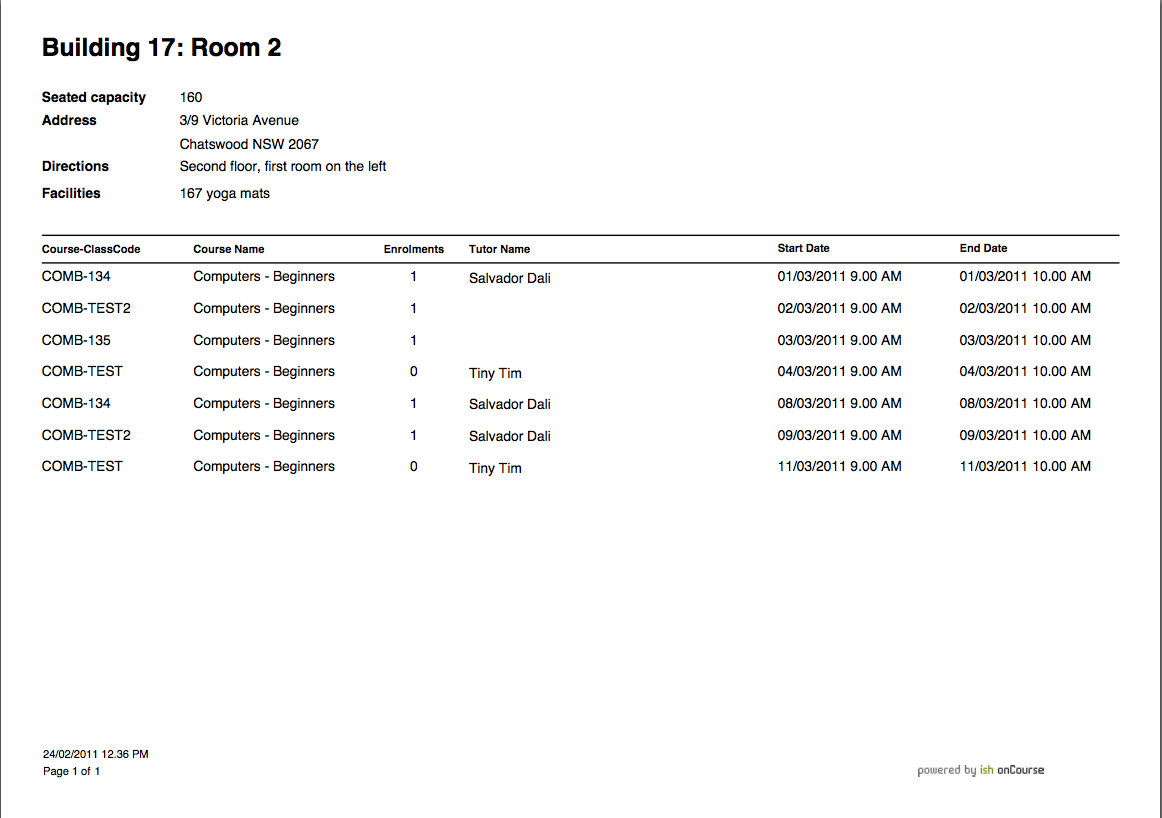 Building 17: Room 2
Seated capacity 160
Address 3/9 Victoria Avenue
Chatswood NSW 2067
Directions Second floor, first room on the left
Facilities 167 yoga mats
Course-ClassCode Course Name Enrolments Tutor Name Start Date End Date
COMB-134 Computers - Beginners 1 Salvador Dali 01/03/2011 9.00 AM 01/03/2011 10.00 AM
COMB-TEST2 Computers - Beginners 1 02/03/2011 9.00 AM 02/03/2011 10.00 AM
COMB-135 Computers - Beginners 1 03/03/2011 9.00 AM 03/03/2011 10.00 AM
COMB-TEST Computers - Beginners 0 Tiny Tim 04/03/2011 9.00 AM 04/03/2011 10.00 AM
COMB-134 Computers - Beginners 1 Salvador Dali 08/03/2011 9.00 AM 08/03/2011 10.00 AM
COMB-TEST2 Computers - Beginners 1 Salvador Dali 09/03/2011 9.00 AM 09/03/2011 10.00 AM
COMB-TEST Computers - Beginners 0 Tiny Tim 11/03/2011 9.00 AM 11/03/2011 10.00 AM
24/02/2011 12.36 PM
Page 1 of 1
powered by ish onCourse